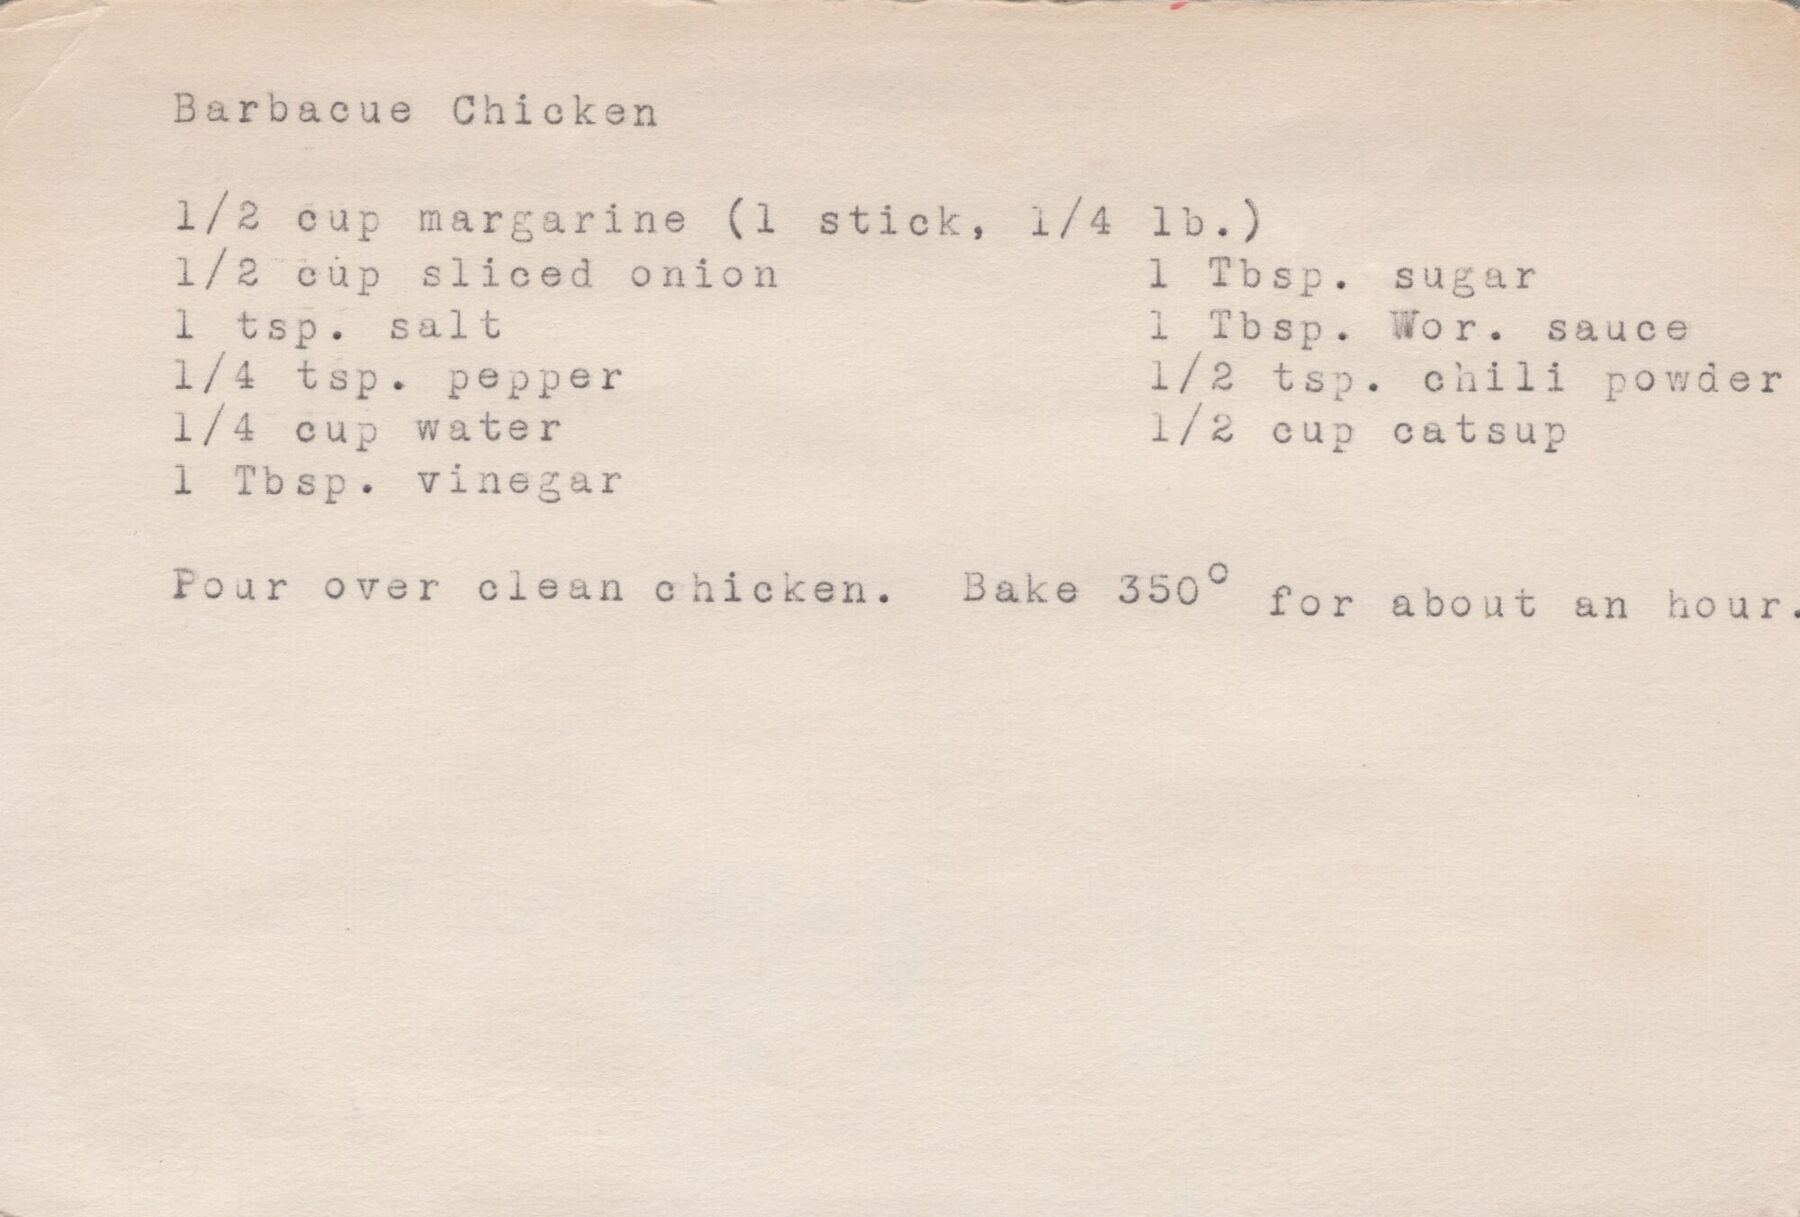 Barbacue Chicken
1/2 cup margarine (1 stick, 1/4 lb.)
1/2 cup sliced onion 1 Tbsp. sugar
1 tsp. salt 1 Tbsp. Wor. sauce
1/4 tsp. pepper 1/2 tsp. chili powder
1/4 cup water 1/2 cup catsup
1 Tbsp. vinegar
Pour over clean chicken. Bake 350° for about an hour.